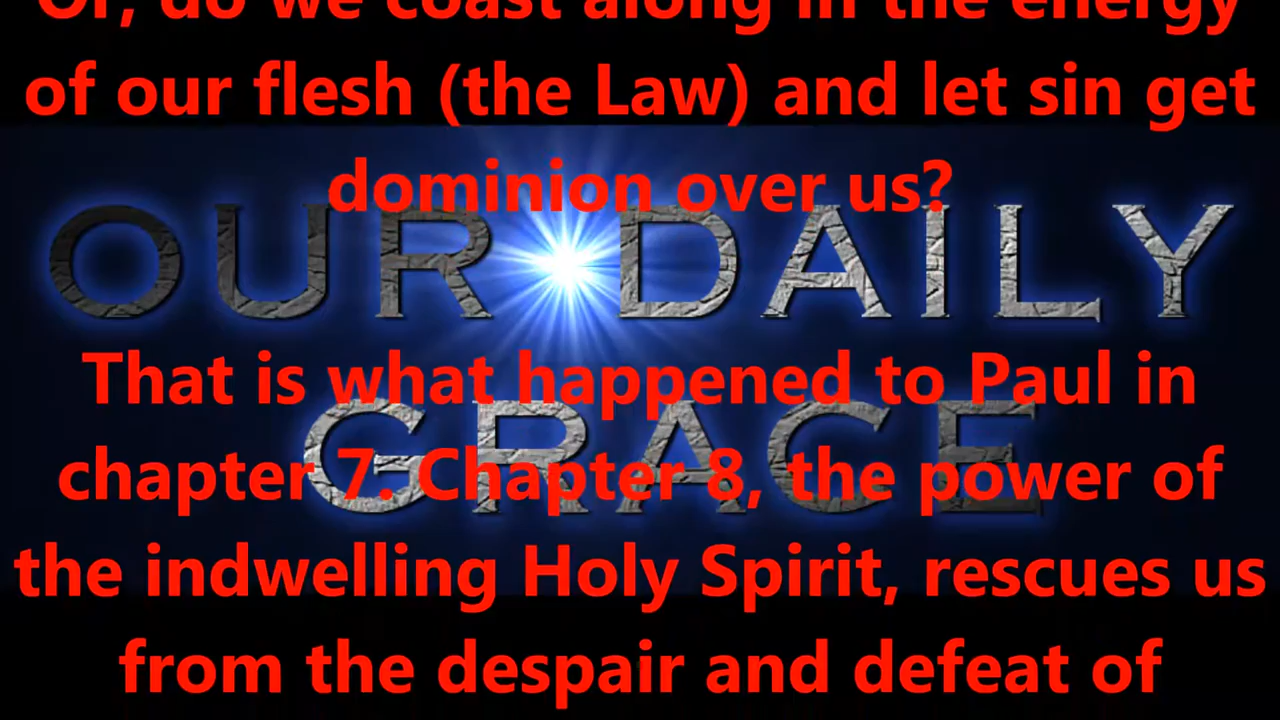 Or, do we coast along in the energy
of our flesh (the Law) and let sin get
dominion over us?
OUR DAILY
That is what happened to Paul in
GRACE
chapter 7. Chapter 8, the power of
the indwelling Holy Spirit, rescues us
from the despair and defeat of